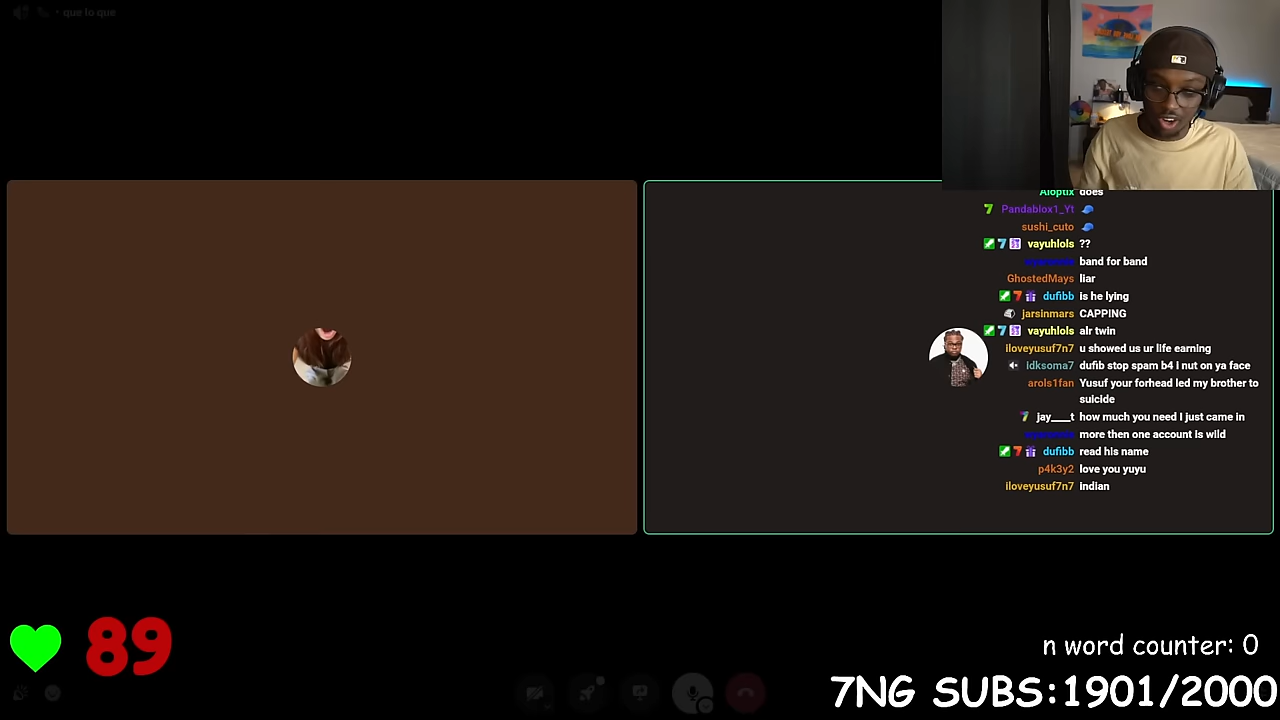 que lo que
Aloptix does
Pandablox1_Yt
sushi_cuto
vayuhlols ??
band for band
GhostedMays liar
dufibb is he lying
jarsinmars CAPPING
vayuhlols alr twin
iloveyusuf7n7 u showed us ur life earning
idksoma7 dufib stop spam b4 I nut on ya face
arols1fan Yusuf your forhead led my brother to
suicide
jay___t how much you need I just came in
more then one account is wild
dufibb read his name
p4k3y2 love you yuyu
iloveyusuf7n7 indian
89
n word counter: 0
7NG SUBS:1901/2000